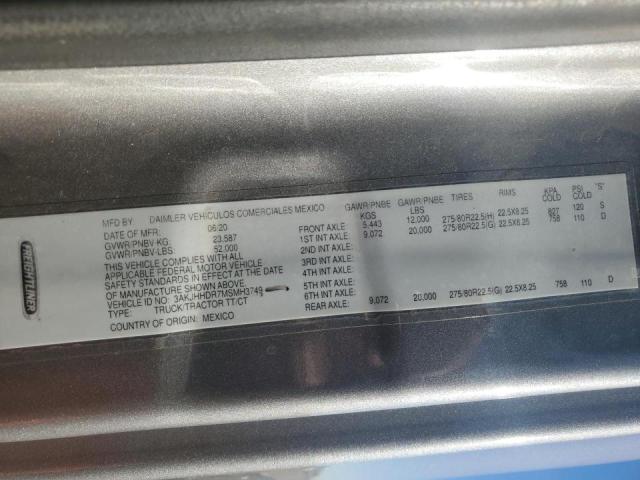 FREIGHTLINER
MFD BY DAIMLER VEHICULOS COMERCIALES MEXICO
DATE OF MFR: 06/20
GVWR/PNBV-KG: 23,587
GVWR/PNBV-LBS: 52,000
THIS VEHICLE COMPLIES WITH ALL
APPLICABLE FEDERAL MOTOR VEHICLE
SAFETY STANDARDS IN EFFECT AT THE DATE
OF MANUFACTURE SHOWN ABOVE.
VEHICLE ID NO: 3AKJHHDR7MSMH3749
TYPE: TRUCK/TRACTOR TT/CT
COUNTRY OF ORIGIN: MEXICO
GAWR/PNBE KGS GAWR/PNBE LBS TIRES RIMS KPA COLD PSI COLD "S"
FRONT AXLE: 5,443 12,000 275/80R22.5(H) 22.5X8.25 827 120 S
1ST INT AXLE: 9,072 20,000 275/80R22.5(G) 22.5X8.25 758 110 D
2ND INT AXLE:
3RD INT AXLE:
4TH INT AXLE:
5TH INT AXLE:
6TH INT AXLE:
REAR AXLE: 9,072 20,000 275/80R22.5(G) 22.5X8.25 758 110 D